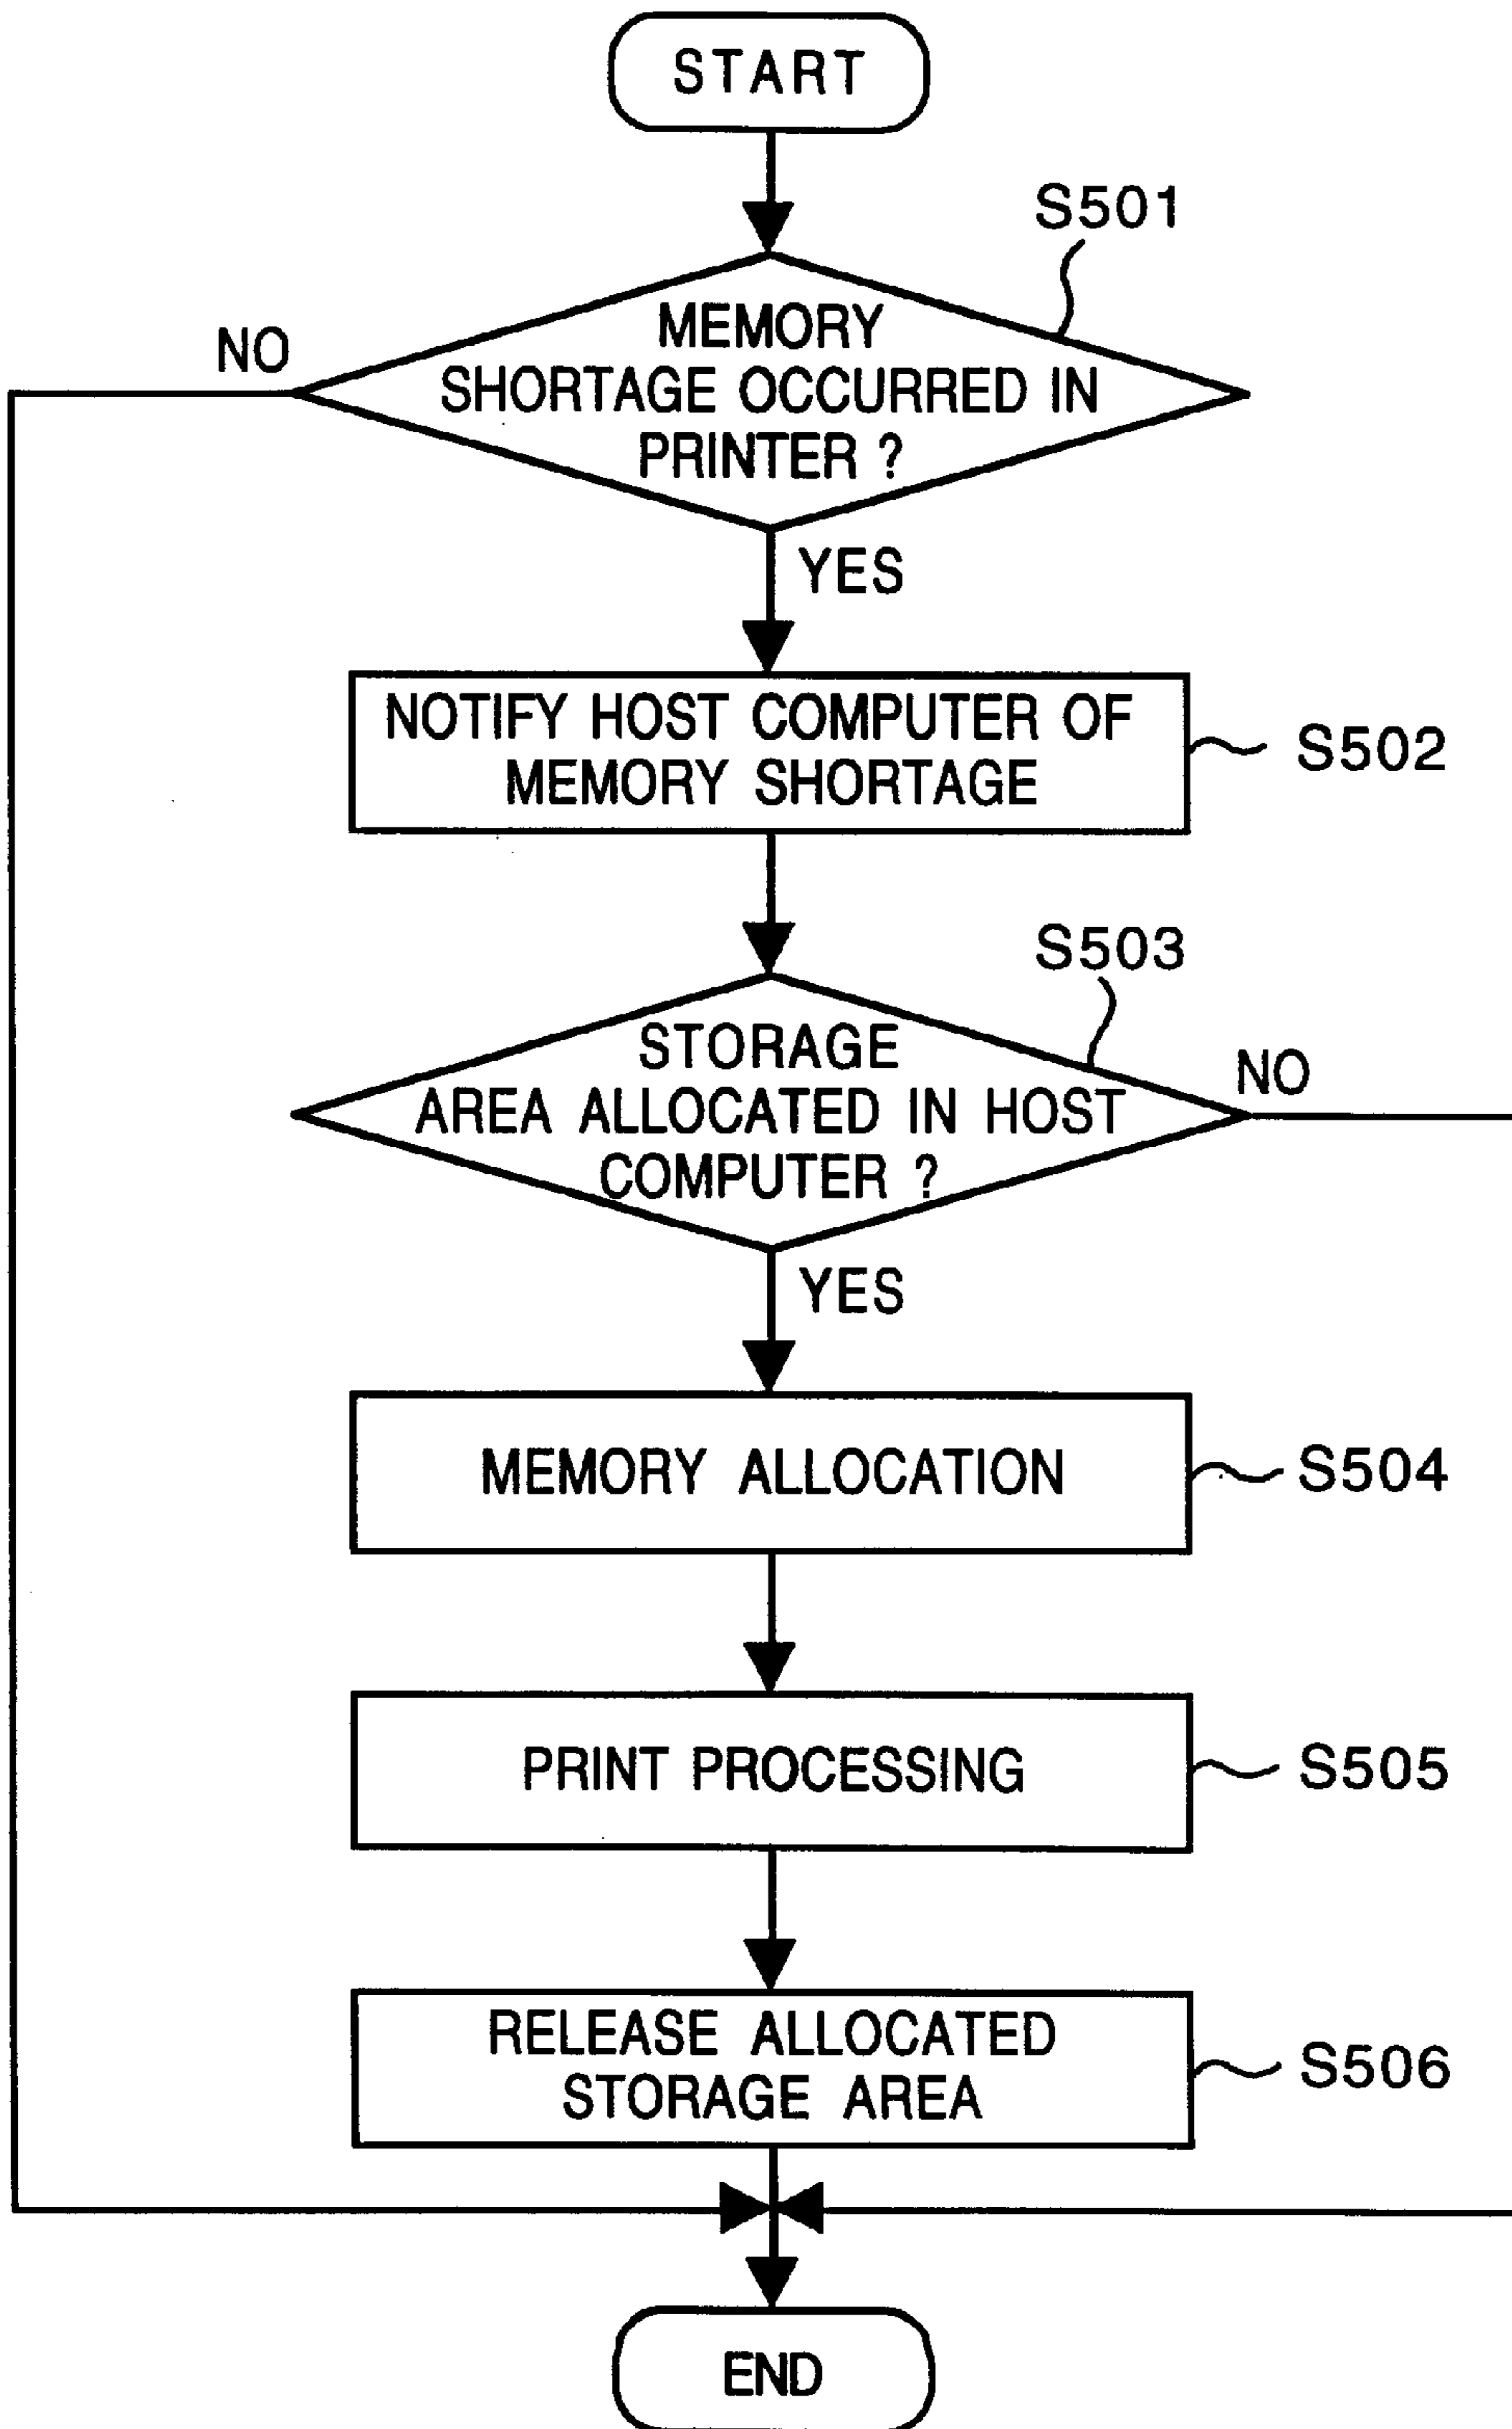 START
S501
MEMORY
SHORTAGE OCCURRED IN
PRINTER ?
NO
YES
NOTIFY HOST COMPUTER OF
MEMORY SHORTAGE
S502
S503
STORAGE
AREA ALLOCATED IN HOST
COMPUTER ?
NO
YES
MEMORY ALLOCATION
S504
PRINT PROCESSING
S505
RELEASE ALLOCATED
STORAGE AREA
S506
END